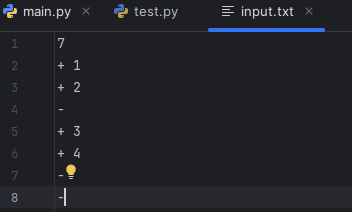 main.py test.py input.txt
1 7
2 + 1
3 + 2
4 -
5 + 3
6 + 4
7 -
8 -